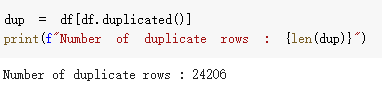 dup = df[df.duplicated()]
print(f"Number of duplicate rows : {len(dup)}")
Number of duplicate rows : 24206